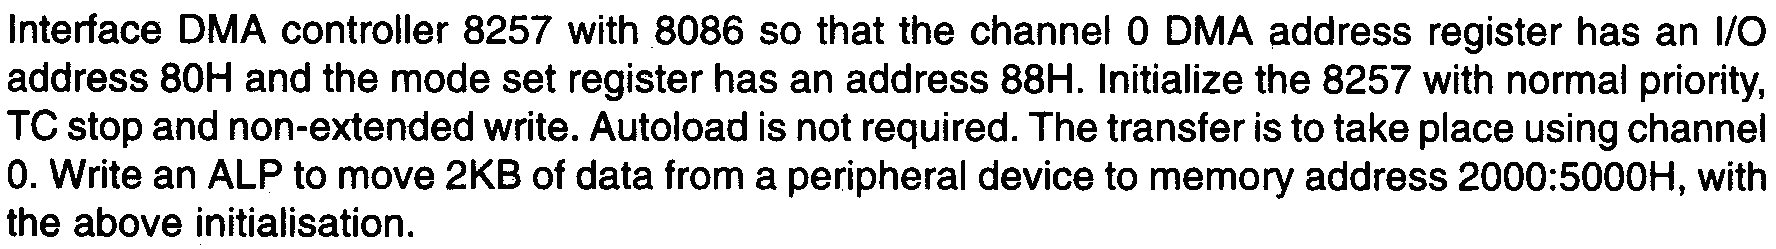 Interface DMA controller 8257 with 8086 so that the channel 0 DMA address register has an I/O
address 80H and the mode set register has an address 88H. Initialize the 8257 with normal priority,
TC stop and non-extended write. Autoload is not required. The transfer is to take place using channel
0. Write an ALP to move 2KB of data from a peripheral device to memory address 2000:5000H, with
the above initialisation.